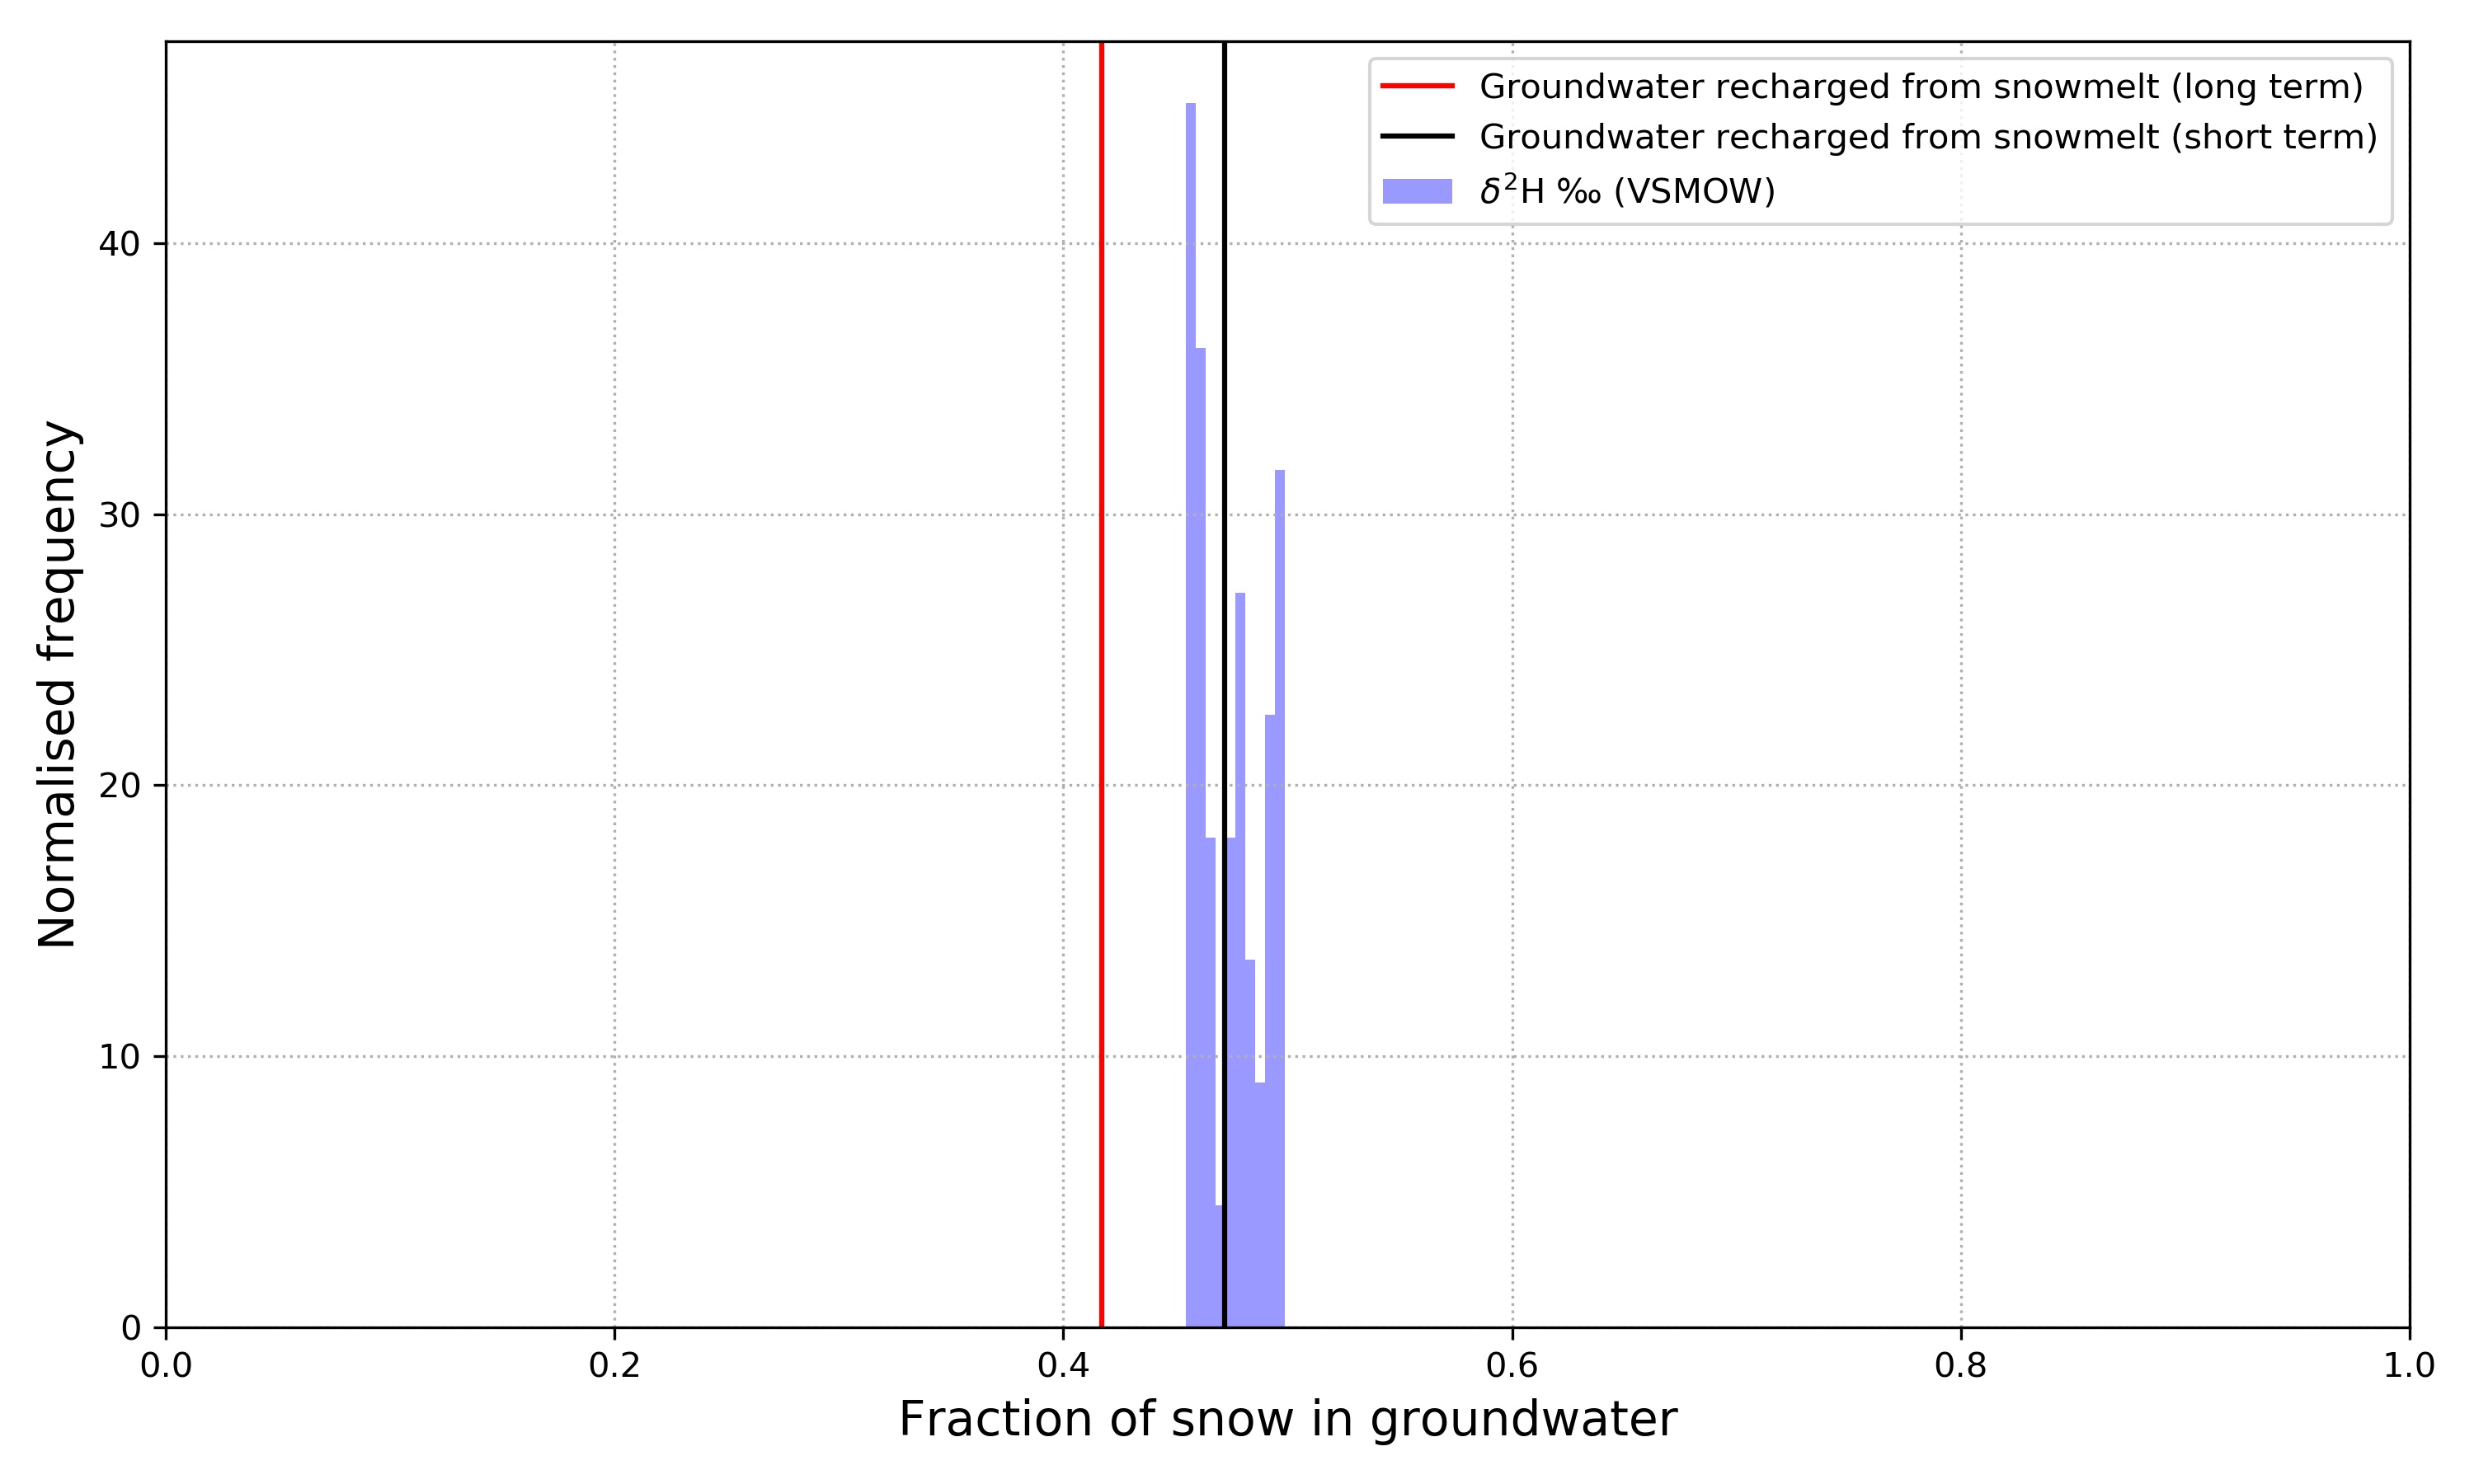 Groundwater recharged from snowmelt (long term)
Groundwater recharged from snowmelt (short term)
δ²H ‰ (VSMOW)
Normalised frequency
40
30
20
10
0
0.0 0.2 0.4 0.6 0.8 1.0
Fraction of snow in groundwater